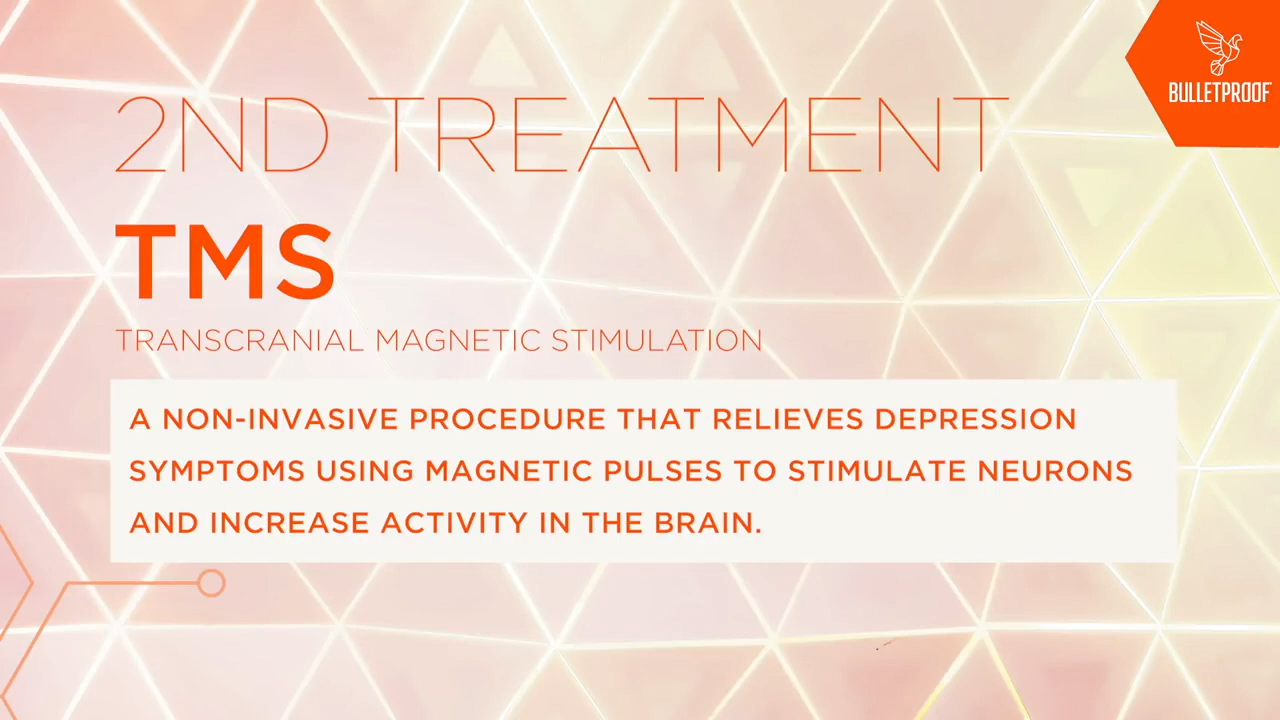 BULLETPROOF
2ND TREATMENT
TMS
TRANSCRANIAL MAGNETIC STIMULATION
A NON-INVASIVE PROCEDURE THAT RELIEVES DEPRESSION
SYMPTOMS USING MAGNETIC PULSES TO STIMULATE NEURONS
AND INCREASE ACTIVITY IN THE BRAIN.